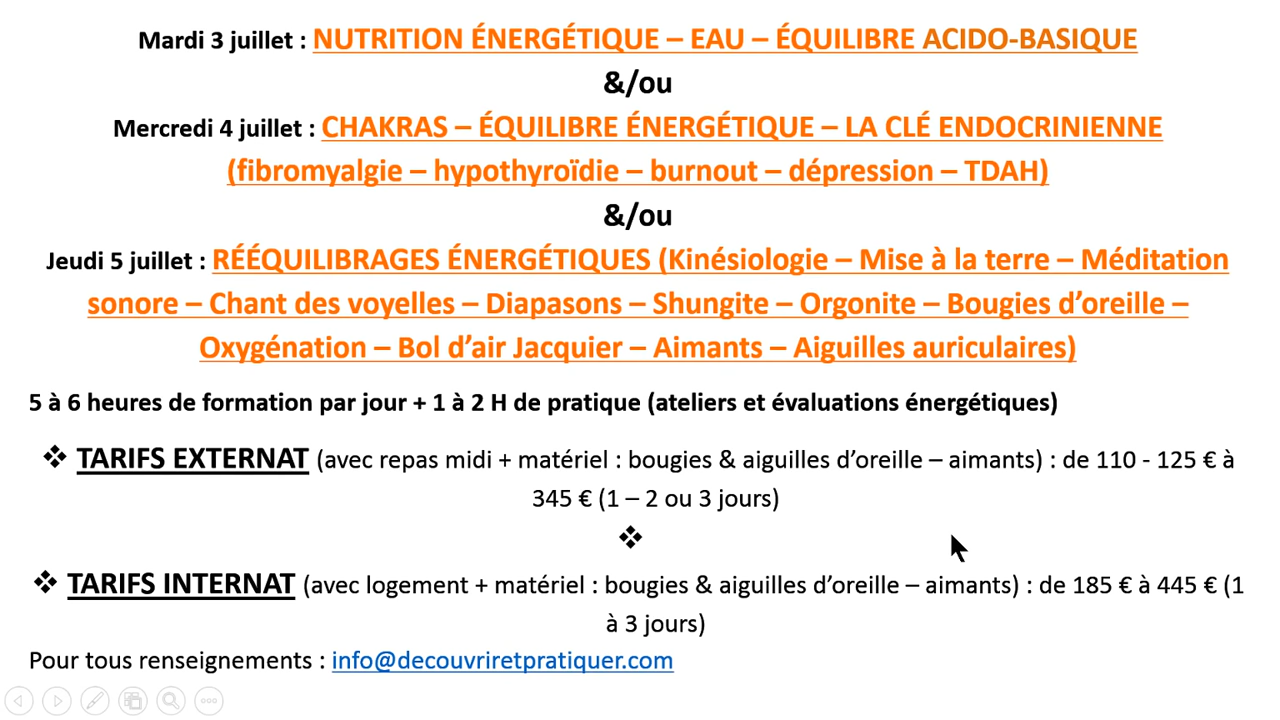 Mardi 3 juillet : NUTRITION ÉNERGÉTIQUE – EAU – ÉQUILIBRE ACIDO-BASIQUE
&/ou
Mercredi 4 juillet : CHAKRAS – ÉQUILIBRE ÉNERGÉTIQUE – LA CLÉ ENDOCRINIENNE
(fibromyalgie – hypothyroïdie – burnout – dépression – TDAH)
&/ou
Jeudi 5 juillet : RÉÉQUILIBRAGES ÉNERGÉTIQUES (Kinésiologie – Mise à la terre – Méditation
sonore – Chant des voyelles – Diapasons – Shungite – Orgonite – Bougies d’oreille –
Oxygénation – Bol d’air Jacquier – Aimants – Aiguilles auriculaires)
5 à 6 heures de formation par jour + 1 à 2 H de pratique (ateliers et évaluations énergétiques)
❖ TARIFS EXTERNAT (avec repas midi + matériel : bougies & aiguilles d’oreille – aimants) : de 110 - 125 € à
345 € (1 – 2 ou 3 jours)
❖
❖ TARIFS INTERNAT (avec logement + matériel : bougies & aiguilles d’oreille – aimants) : de 185 € à 445 € (1
à 3 jours)
Pour tous renseignements : info@decouvriretpratiquer.com